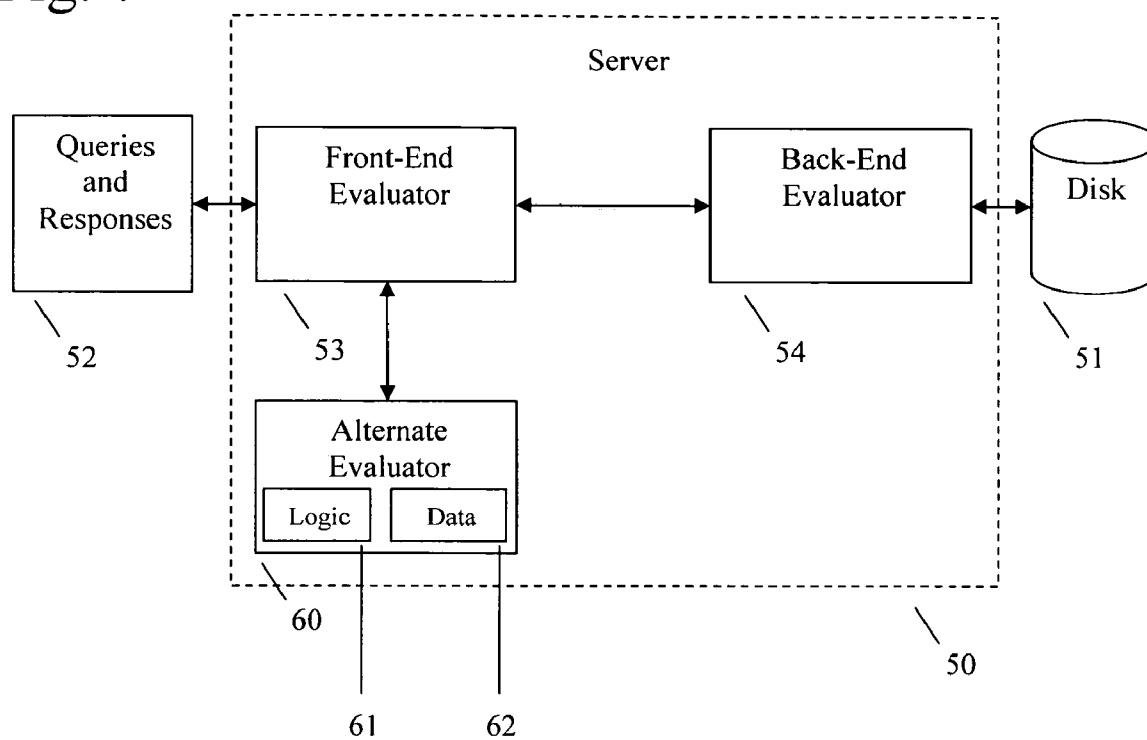 Server
Queries
and
Responses
Front-End
Evaluator
Back-End
Evaluator
Disk
52
53
54
51
Alternate
Evaluator
Logic
Data
60
50
61
62